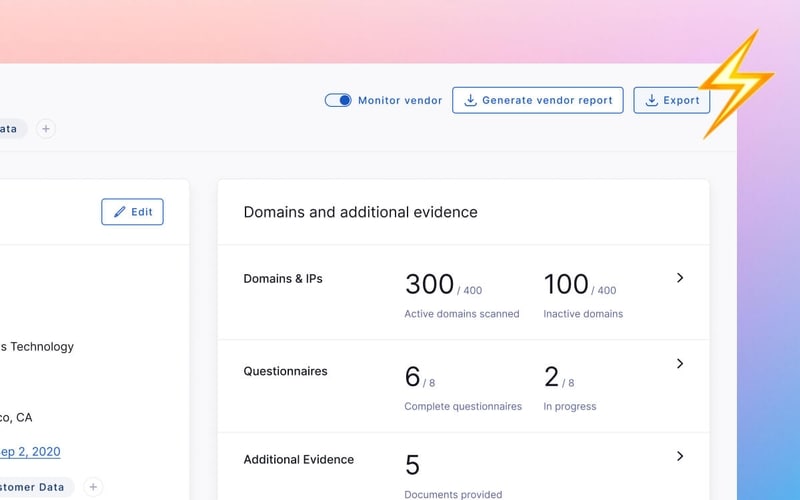 Monitor vendor Generate vendor report Export
ata +
Edit
Domains and additional evidence
Domains & IPs
300 / 400
Active domains scanned
100 / 400
Inactive domains
s Technology
Questionnaires
6 / 8
Complete questionnaires
2 / 8
In progress
co, CA
ep 2, 2020
Additional Evidence
5
Documents provided
stomer Data +